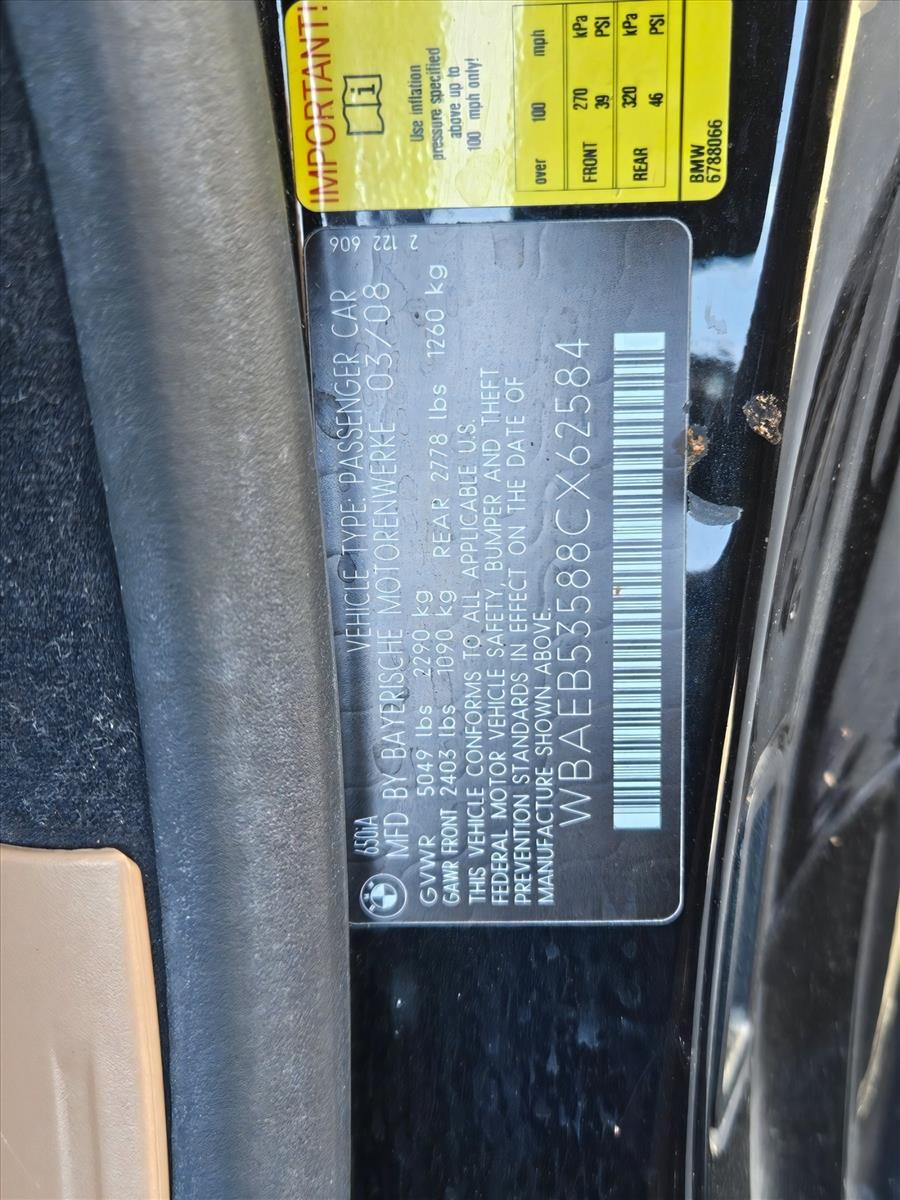 650iA
VEHICLE TYPE: PASSENGER CAR
2 122 606
MFD BY BAYERISCHE MOTORENWERKE 03/08
GVWR 5049 lbs 2290 kg
GAWR FRONT 2403 lbs 1090 kg REAR 2778 lbs 1260 kg
THIS VEHICLE CONFORMS TO ALL APPLICABLE U.S.
FEDERAL MOTOR VEHICLE SAFETY, BUMPER AND THEFT
PREVENTION STANDARDS IN EFFECT ON THE DATE OF
MANUFACTURE SHOWN ABOVE.
WBAEB53588CX62584
IMPORTANT!
Use inflation
pressure specified
above up to
100 mph only!
over 100 mph
FRONT 270 kPa
39 PSI
REAR 320 kPa
46 PSI
BMW
6788066